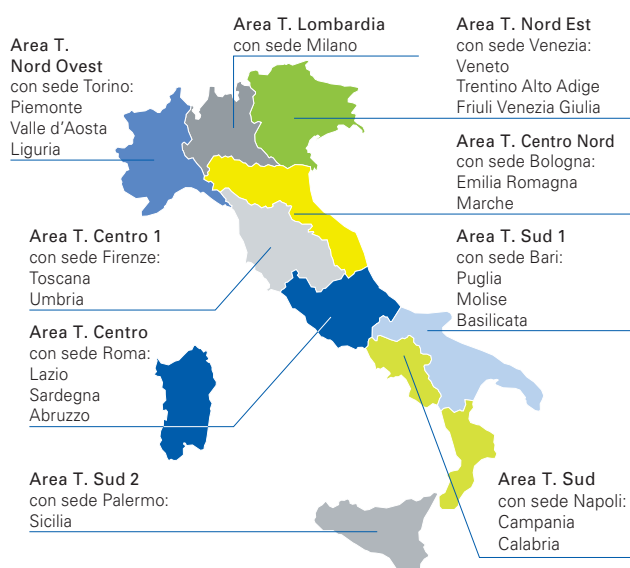 Area T.
Nord Ovest
con sede Torino:
Piemonte
Valle d'Aosta
Liguria
Area T. Lombardia
con sede Milano
Area T. Nord Est
con sede Venezia:
Veneto
Trentino Alto Adige
Friuli Venezia Giulia
Area T. Centro Nord
con sede Bologna:
Emilia Romagna
Marche
Area T. Centro 1
con sede Firenze:
Toscana
Umbria
Area T. Sud 1
con sede Bari:
Puglia
Molise
Basilicata
Area T. Centro
con sede Roma:
Lazio
Sardegna
Abruzzo
Area T. Sud 2
con sede Palermo:
Sicilia
Area T. Sud
con sede Napoli:
Campania
Calabria